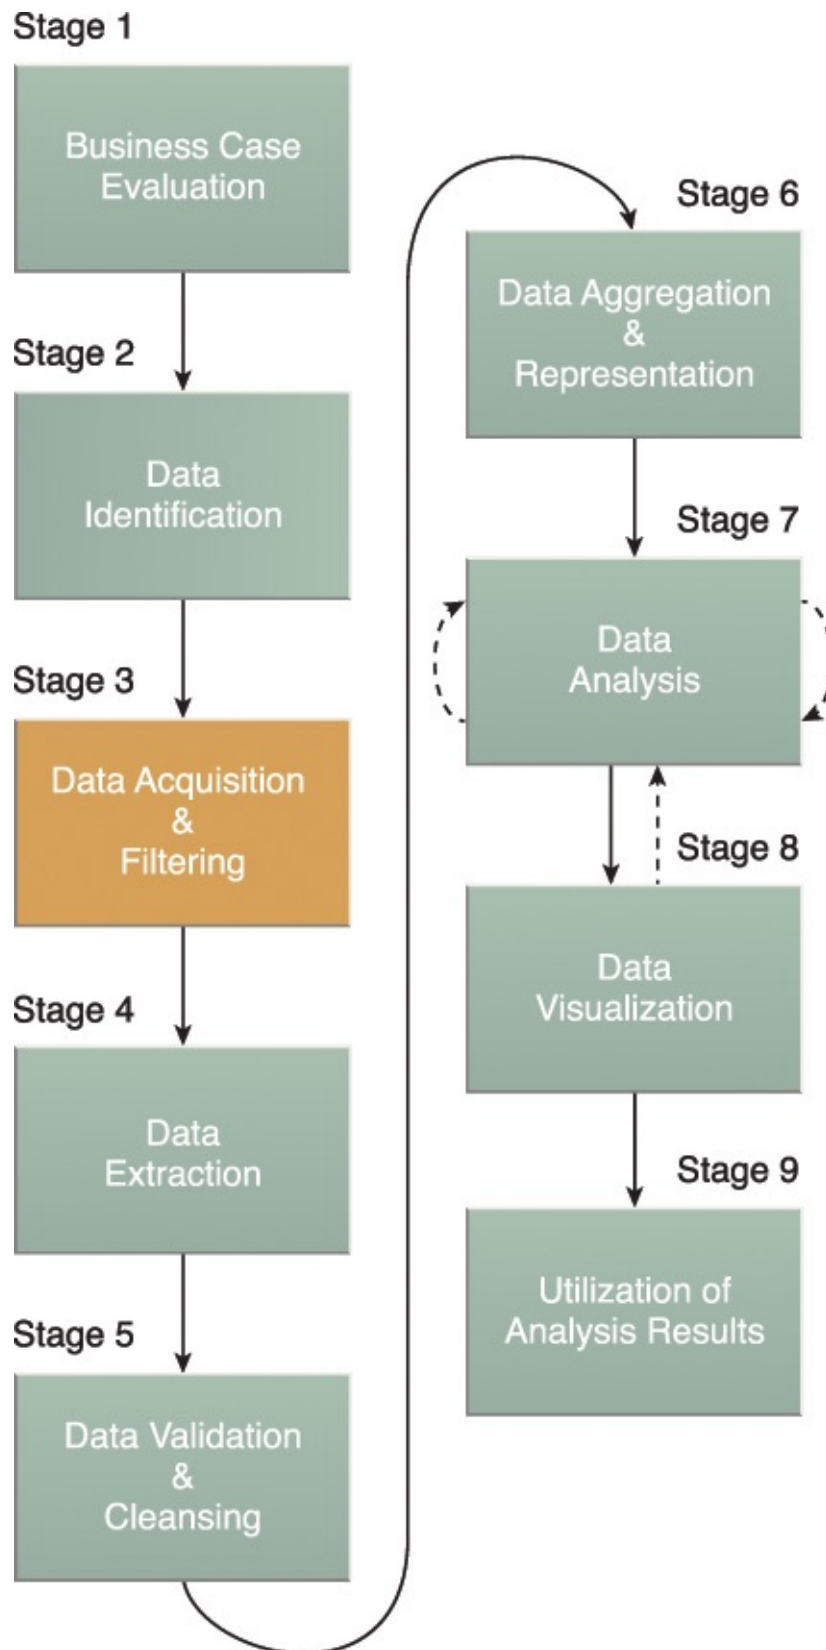 Stage 1
Business Case
Evaluation
Stage 2
Data
Identification
Stage 3
Data Acquisition
&
Filtering
Stage 4
Data
Extraction
Stage 5
Data Validation
&
Cleansing
Stage 6
Data Aggregation
&
Representation
Stage 7
Data
Analysis
Stage 8
Data
Visualization
Stage 9
Utilization of
Analysis Results